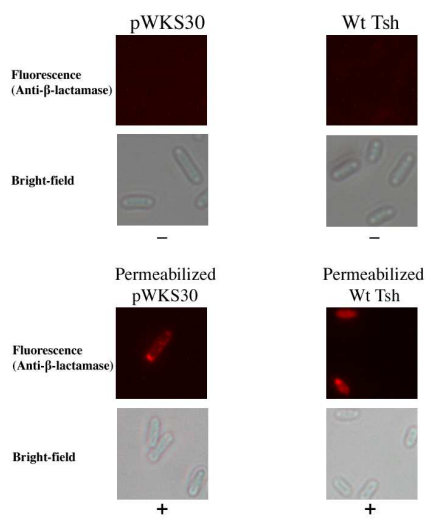 pWKS30
Wt Tsh
Fluorescence
(Anti-β-lactamase)
Bright-field
–
–
Permeabilized
pWKS30
Permeabilized
Wt Tsh
Fluorescence
(Anti-β-lactamase)
Bright-field
+
+